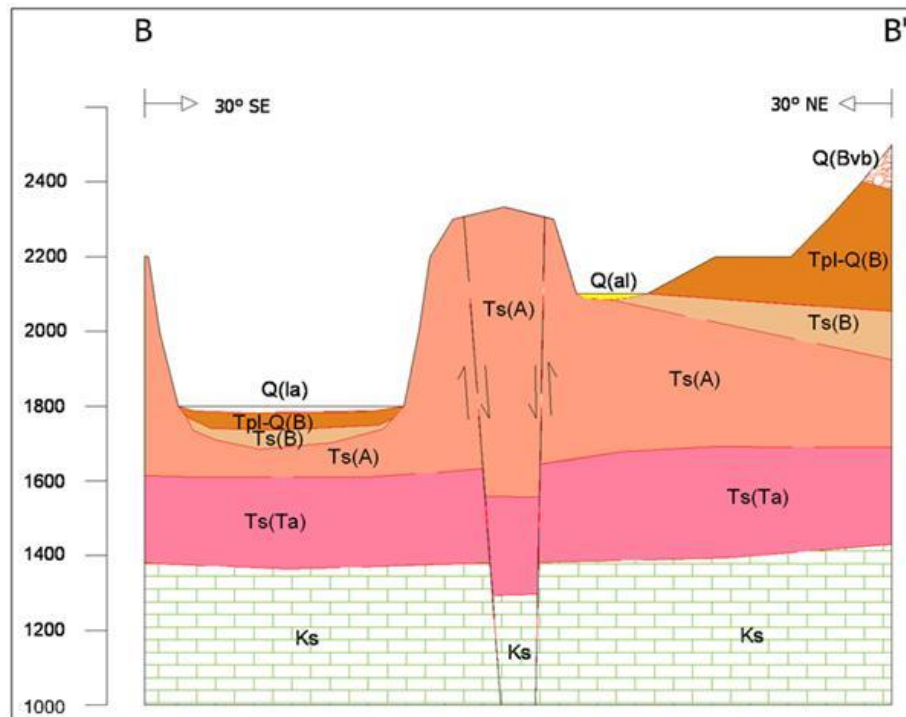 B
B'
30° SE
30° NE
Q(Bvb)
2400
Tpl-Q(B)
2200
Q(al)
Ts(A)
Ts(B)
2000
Ts(A)
Q(la)
1800
Tpl-Q(B)
Ts(B)
Ts(A)
1600
Ts(Ta)
Ts(Ta)
1400
1200
Ks
Ks
Ks
1000